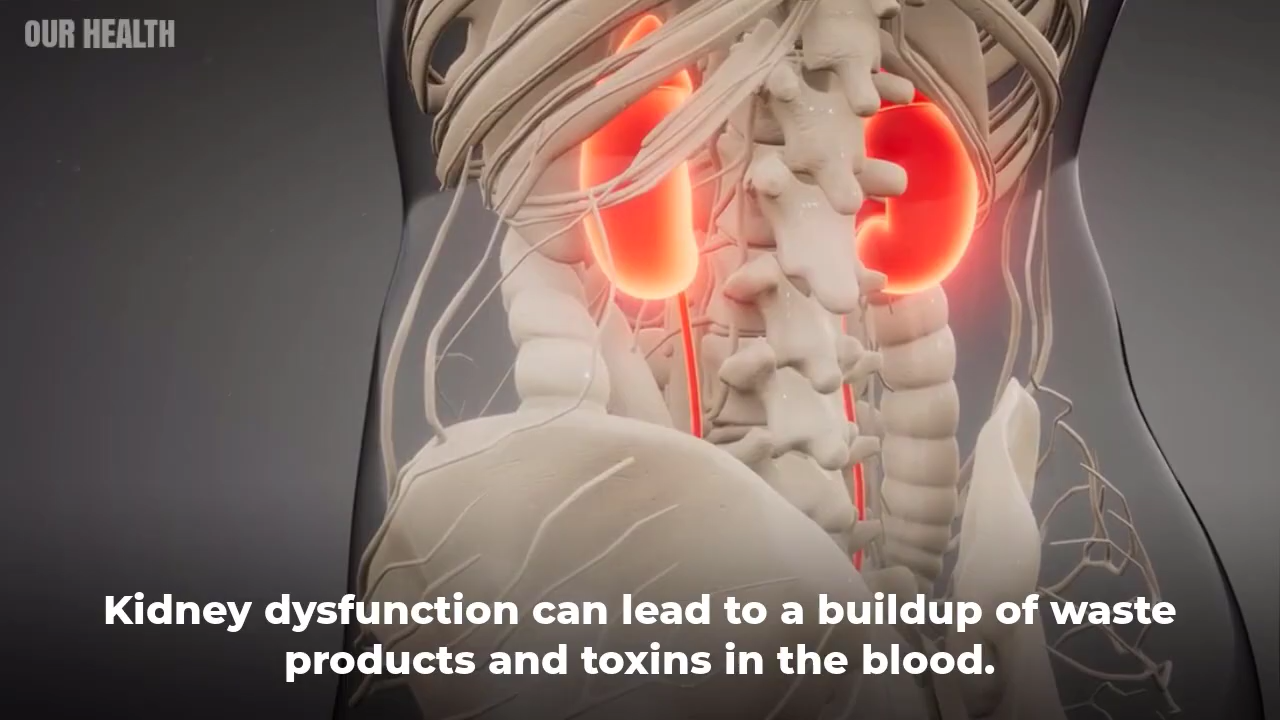 OUR HEALTH
Kidney dysfunction can lead to a buildup of waste
products and toxins in the blood.